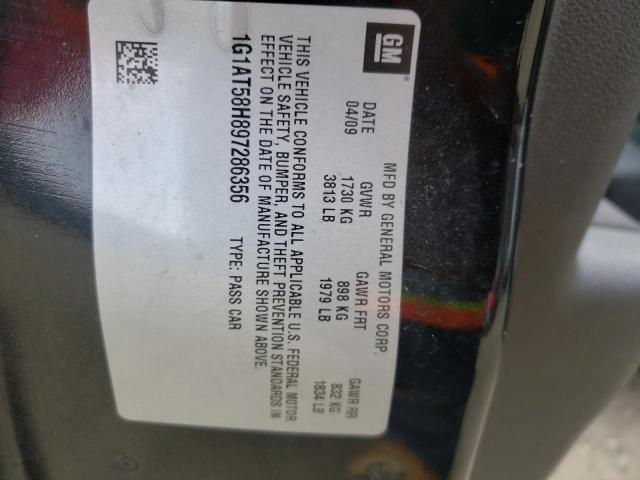 GM
MFD BY GENERAL MOTORS CORP.
DATE GVWR GAWR FRT GAWR RR
04/09 1730 KG 898 KG 832 KG
3813 LB 1979 LB 1834 LB
THIS VEHICLE CONFORMS TO ALL APPLICABLE U.S. FEDERAL MOTOR
VEHICLE SAFETY, BUMPER, AND THEFT PREVENTION STANDARDS IN
EFFECT ON THE DATE OF MANUFACTURE SHOWN ABOVE.
1G1AT58H897286356 TYPE: PASS CAR